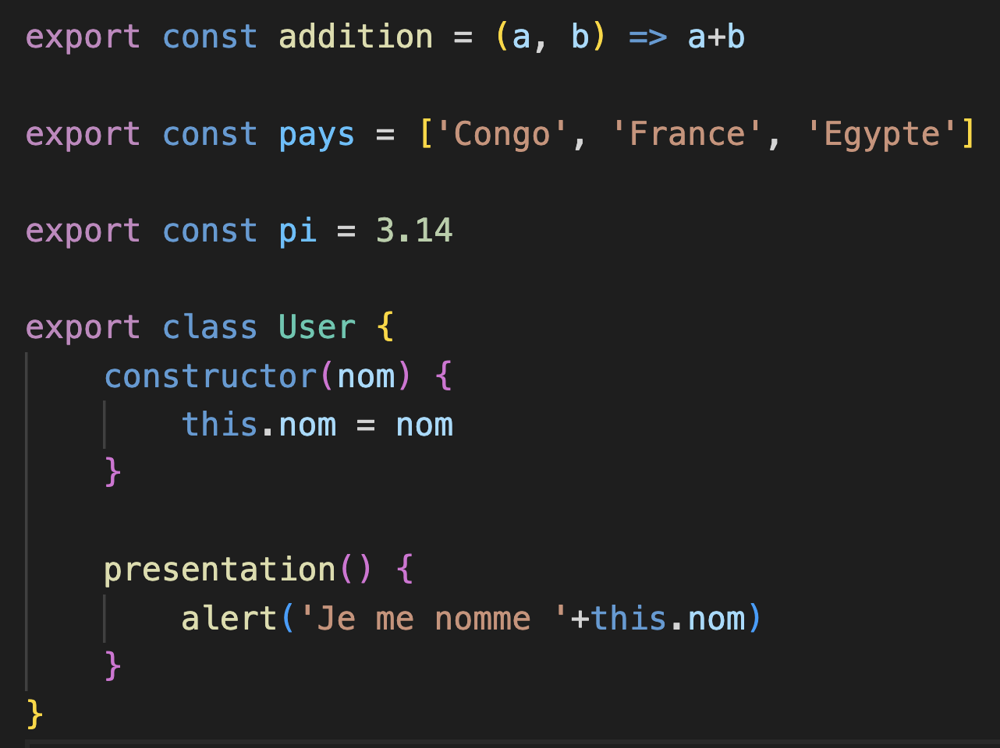 export const addition = (a, b) => a+b
export const pays = ['Congo', 'France', 'Egypte']
export const pi = 3.14
export class User {
constructor(nom) {
this.nom = nom
}
presentation() {
alert('Je me nomme '+this.nom)
}
}